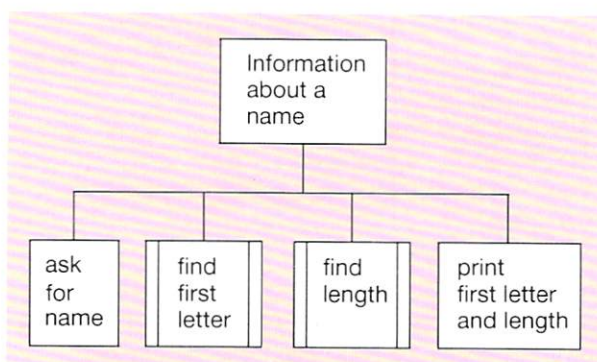 Information
about a
name
ask
for
name
find
first
letter
find
length
print
first letter
and length